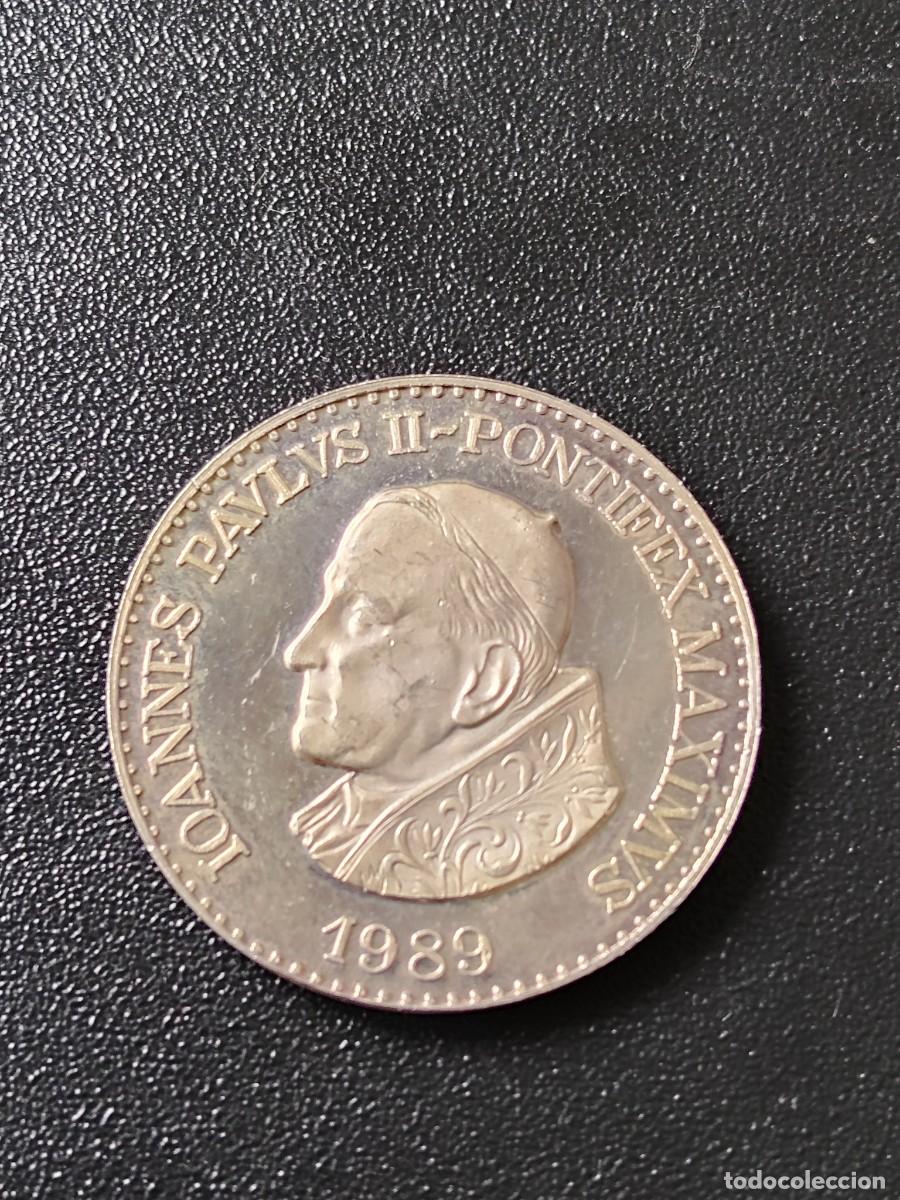 IOANNES PAVLVS II~PONTIFEX MAXIMVS
1989
todocoleccion